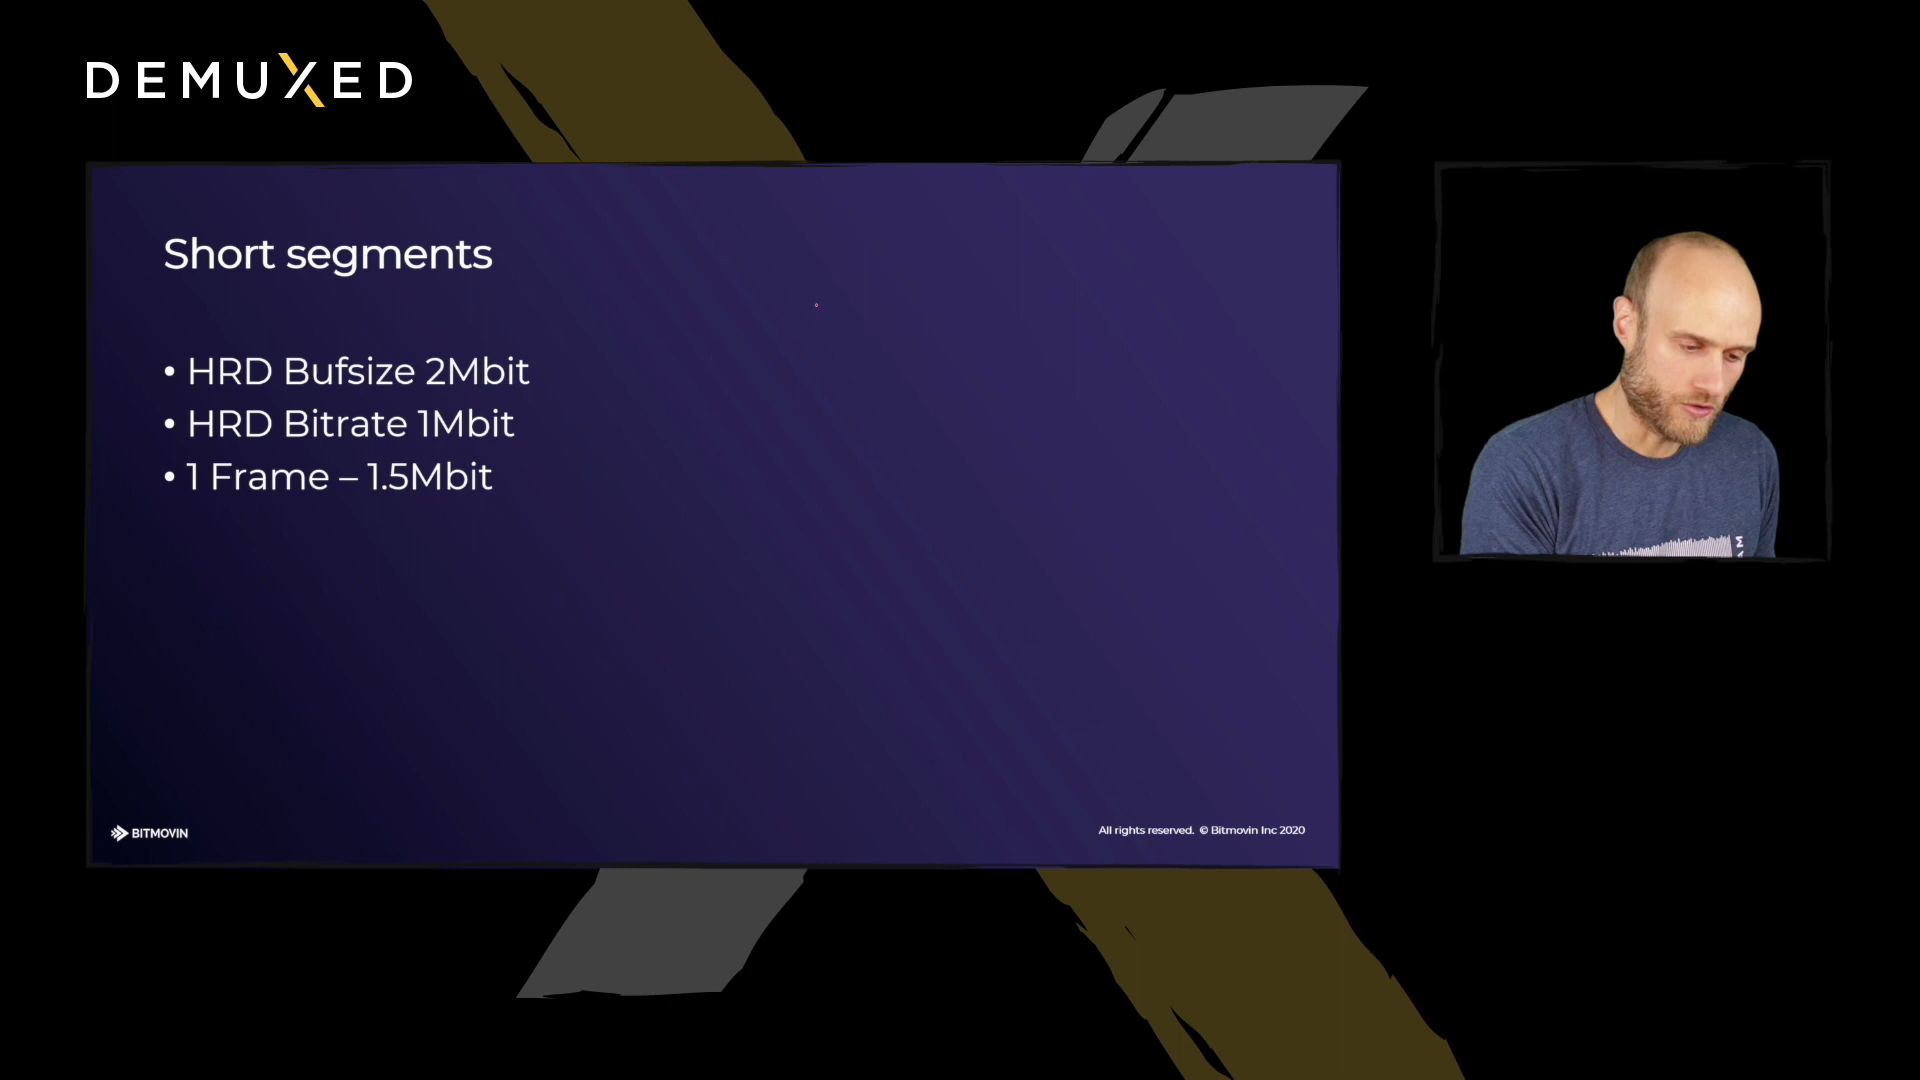 DEMUXED
Short segments
• HRD Bufsize 2Mbit
• HRD Bitrate 1Mbit
• 1 Frame – 1.5Mbit
BITMOVIN
All rights reserved. © Bitmovin Inc 2020
AM